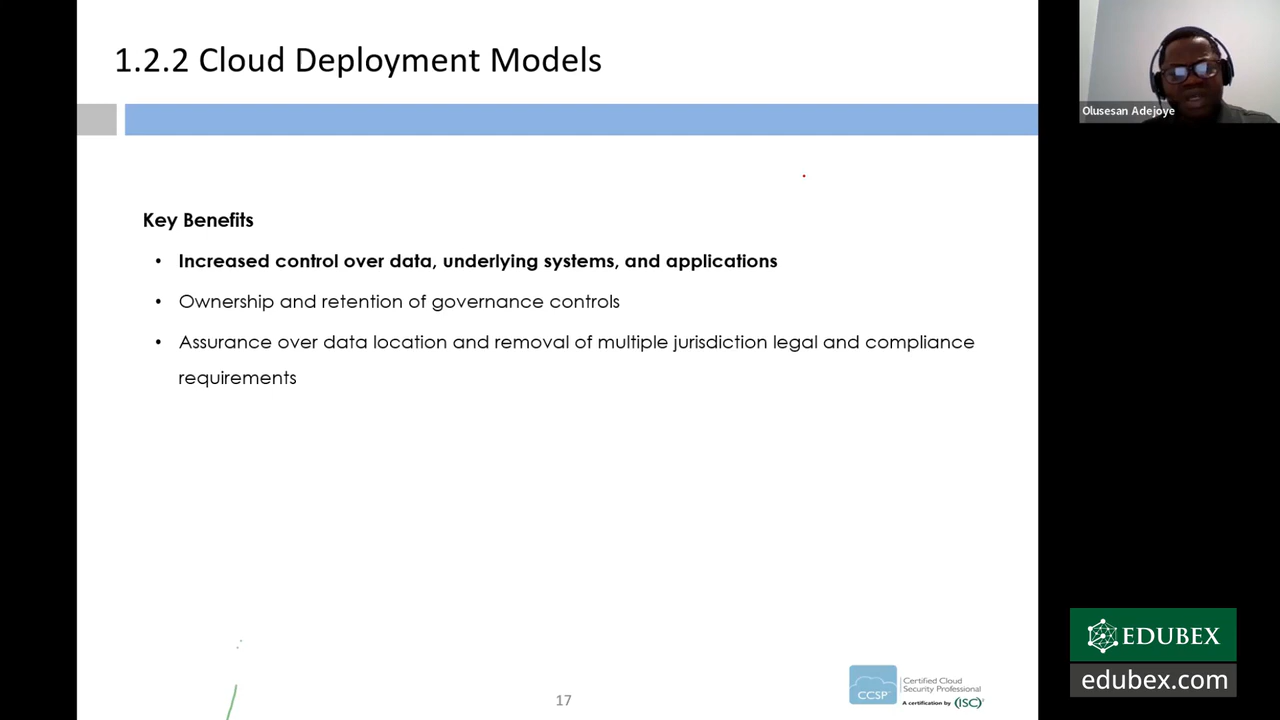 1.2.2 Cloud Deployment Models
Olusesan Adejoye
Key Benefits
• Increased control over data, underlying systems, and applications
• Ownership and retention of governance controls
• Assurance over data location and removal of multiple jurisdiction legal and compliance
requirements
17
CCSP
Certified Cloud
Security Professional
A certification by (ISC)²
EDUBEX
edubex.com